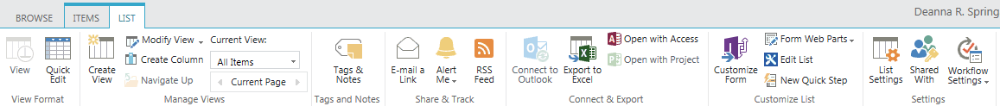 BROWSE
ITEMS
LIST
Deanna R. Spring
View
Quick
Edit
View Format
Create
View
Modify View
Create Column
Navigate Up
Current View:
All Items
Current Page
Manage Views
Tags &
Notes
Tags and Notes
E-mail a
Link
Alert
Me
RSS
Feed
Share & Track
Connect to
Outlook
Export to
Excel
Open with Access
Open with Project
Connect & Export
Customize
Form
Form Web Parts
Edit List
New Quick Step
Customize List
List
Settings
Shared
With
Workflow
Settings
Settings